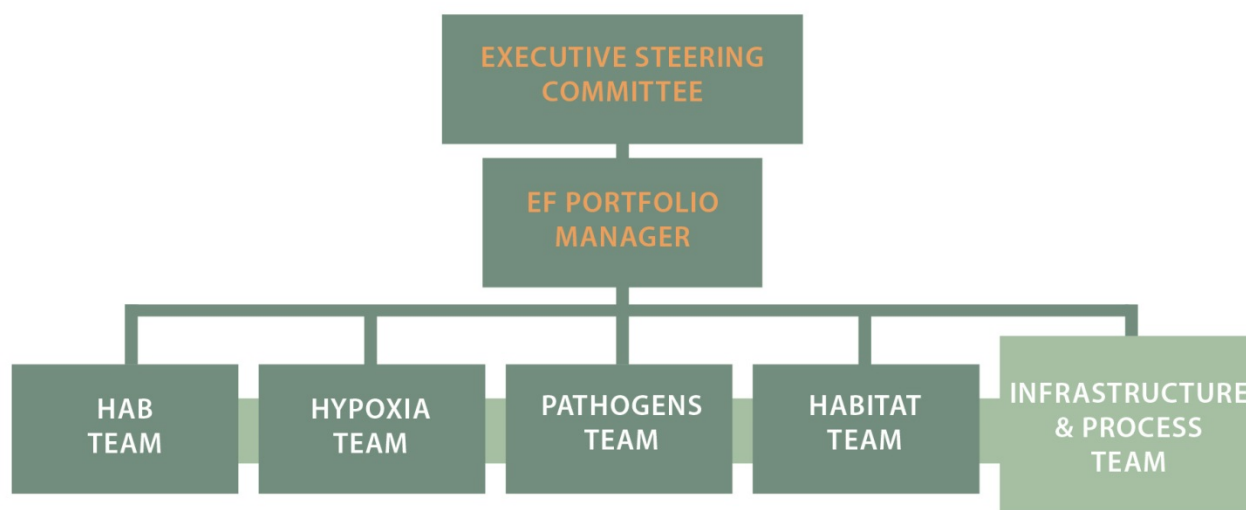 EXECUTIVE STEERING
COMMITTEE
EF PORTFOLIO
MANAGER
HAB
TEAM
HYPOXIA
TEAM
PATHOGENS
TEAM
HABITAT
TEAM
INFRASTRUCTURE
& PROCESS
TEAM